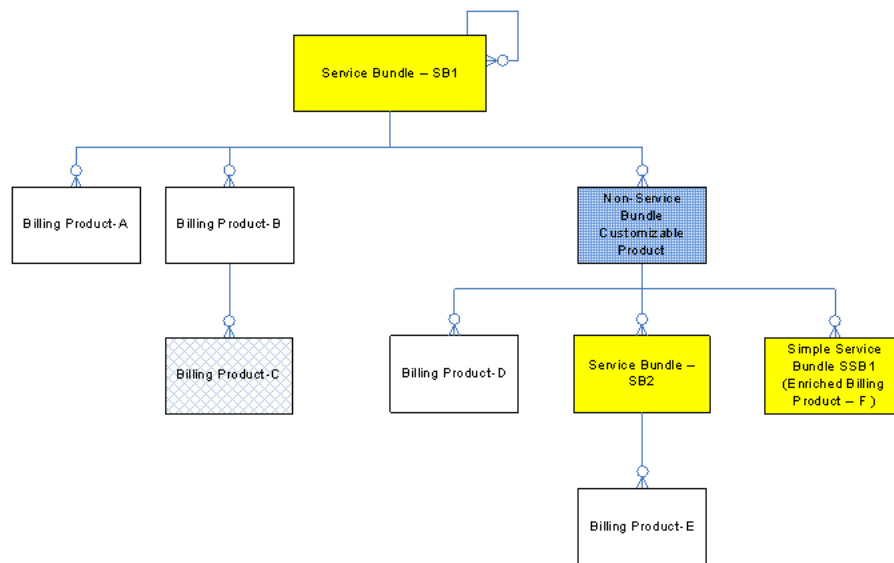 Service Bundle – SB1
Billing Product-A
Billing Product-B
Non-Service
Bundle
Customizable
Product
Billing Product-C
Billing Product-D
Service Bundle –
SB2
Simple Service
Bundle SSB1
(Enriched Billing
Product – F )
Billing Product-E